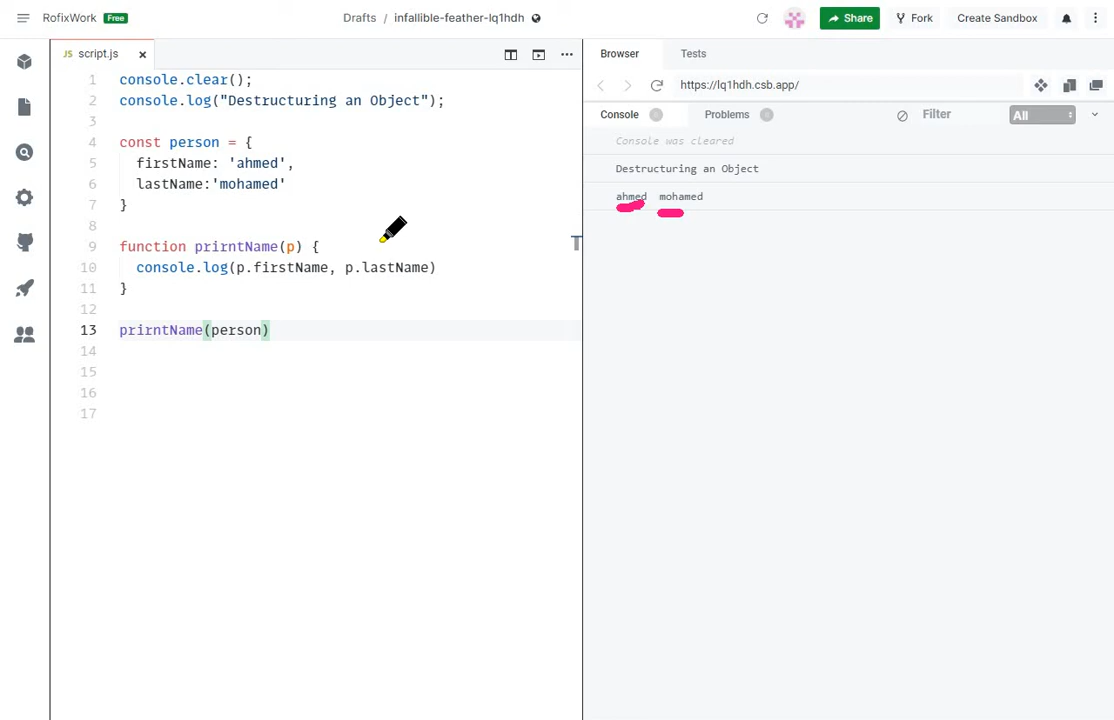 RofixWork Free Drafts / infallible-feather-lq1hdh Share Fork Create Sandbox
JS script.js
Browser Tests
https://lq1hdh.csb.app/
Console 0 Problems 0 Filter All
1 console.clear();
2 console.log("Destructuring an Object");
3
4 const person = {
5 firstName: 'ahmed',
6 lastName:'mohamed'
7 }
8
9 function prirntName(p) {
10 console.log(p.firstName, p.lastName)
11 }
12
13 prirntName(person)
14
15
16
17
Console was cleared
Destructuring an Object
ahmed mohamed
T